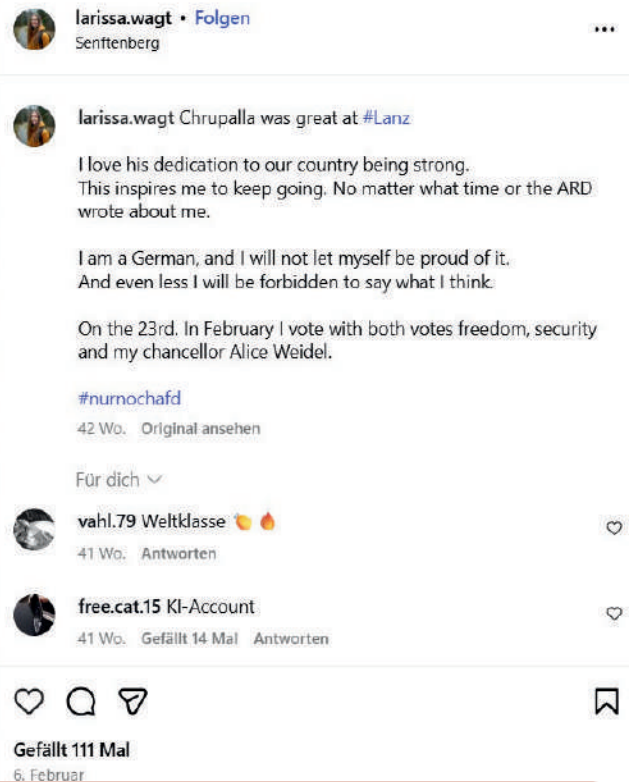 larissa.wagt • Folgen
Senftenberg
larissa.wagt Chrupalla was great at #Lanz
I love his dedication to our country being strong.
This inspires me to keep going. No matter what time or the ARD
wrote about me.
I am a German, and I will not let myself be proud of it.
And even less I will be forbidden to say what I think.
On the 23rd. In February I vote with both votes freedom, security
and my chancellor Alice Weidel.
#nurnochafd
42 Wo. Original ansehen
Für dich
vahl.79 Weltklasse 👏 🔥
41 Wo. Antworten
free.cat.15 KI-Account
41 Wo. Gefällt 14 Mal Antworten
Gefällt 111 Mal
6. Februar